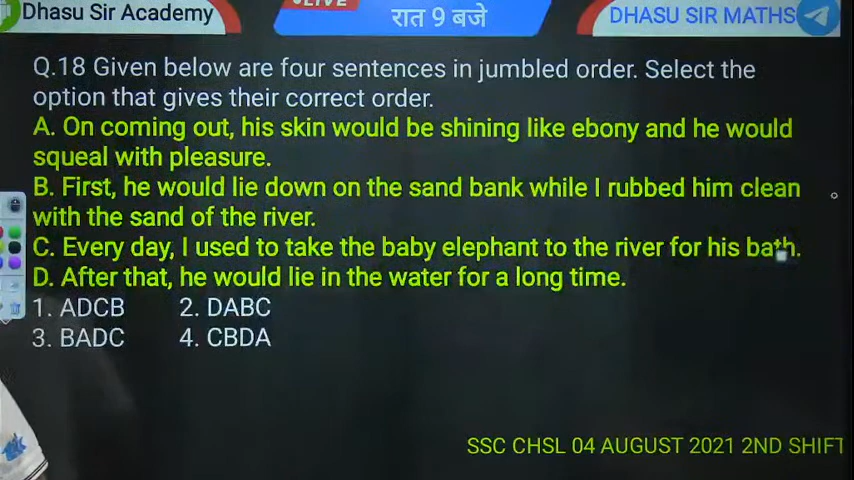 Dhasu Sir Academy
LIVE
रात 9 बजे
DHASU SIR MATHS
Q.18 Given below are four sentences in jumbled order. Select the
option that gives their correct order.
A. On coming out, his skin would be shining like ebony and he would
squeal with pleasure.
B. First, he would lie down on the sand bank while I rubbed him clean
with the sand of the river.
C. Every day, I used to take the baby elephant to the river for his bath.
D. After that, he would lie in the water for a long time.
1. ADCB 2. DABC
3. BADC 4. CBDA
SSC CHSL 04 AUGUST 2021 2ND SHIFT